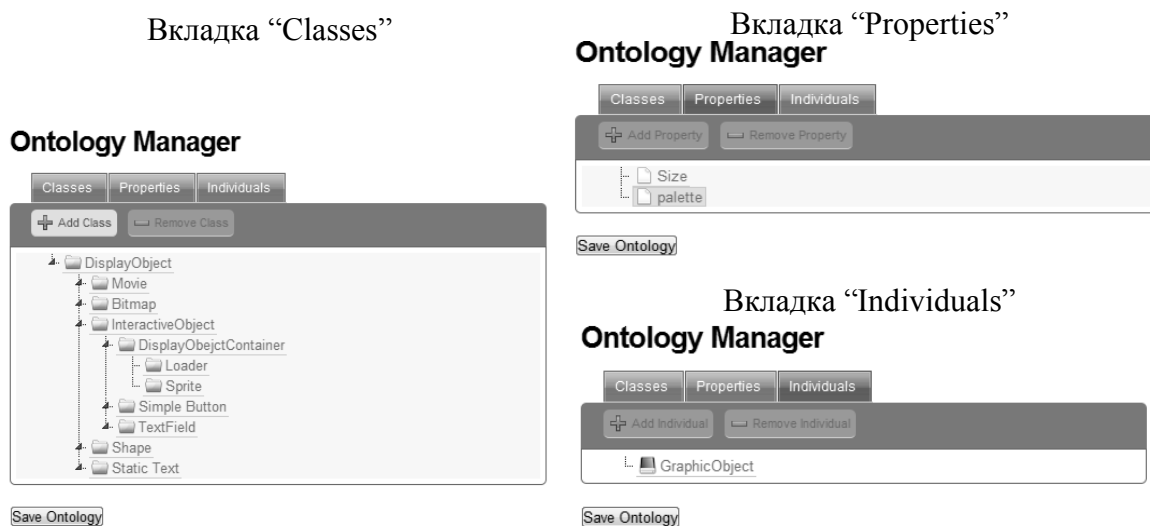 Вкладка “Classes”
Ontology Manager
Classes Properties Individuals
Add Class Remove Class
DisplayObject
Movie
Bitmap
InteractiveObject
DisplayObejctContainer
Loader
Sprite
Simple Button
TextField
Shape
Static Text
Save Ontology
Вкладка “Properties”
Ontology Manager
Classes Properties Individuals
Add Property Remove Property
Size
palette
Save Ontology
Вкладка “Individuals”
Ontology Manager
Classes Properties Individuals
Add Individual Remove Individual
GraphicObject
Save Ontology